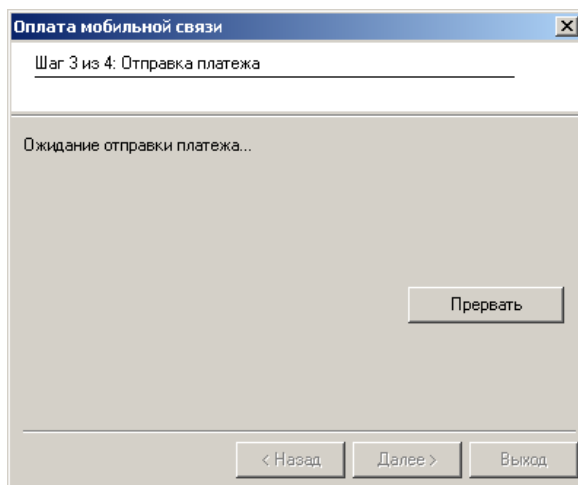 Оплата мобильной связи
Шаг 3 из 4: Отправка платежа
Ожидание отправки платежа...
Прервать
< Назад Далее > Выход